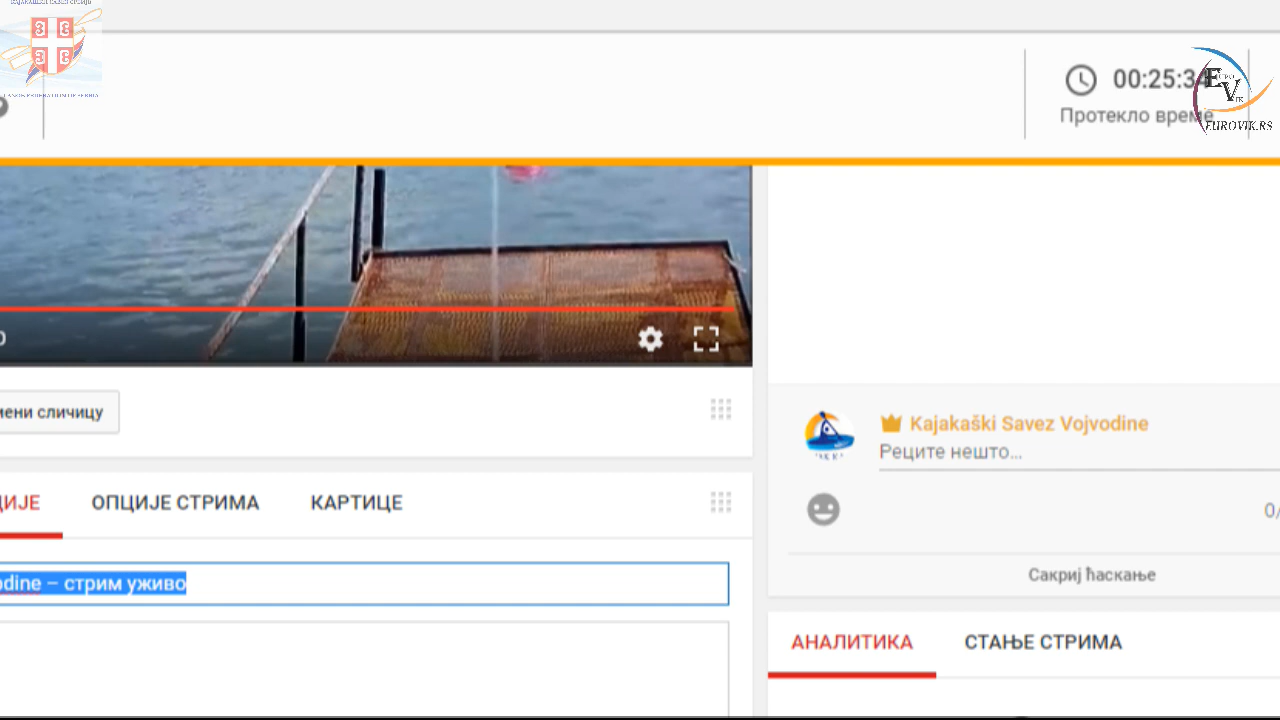 00:25:34
Протекло време
EUROVIK.RS
мени сличицу
Kajakaški Savez Vojvodine
Реците нешто...
ЦИЈЕ
ОПЦИЈЕ СТРИМА
КАРТИЦЕ
0/
odine – стрим уживо
Сакриј ћаскање
АНАЛИТИКА
СТАЊЕ СТРИМА